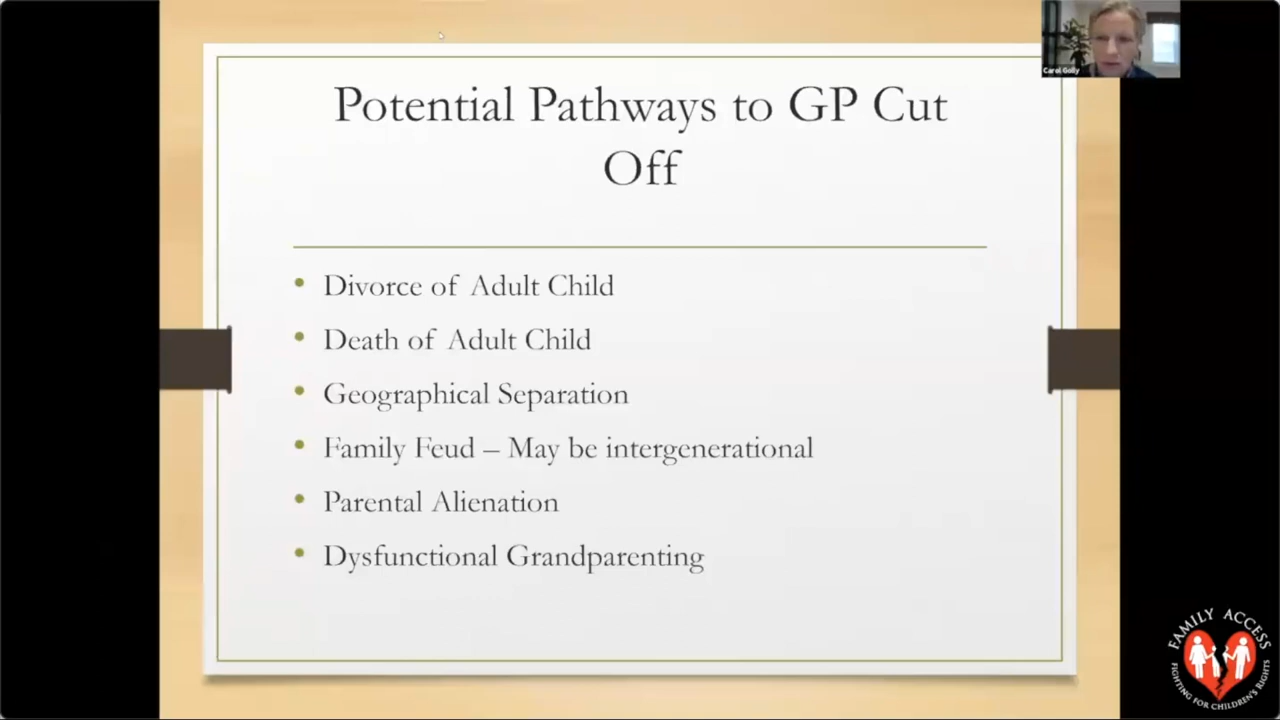 Carol Golly
Potential Pathways to GP Cut
Off
• Divorce of Adult Child
• Death of Adult Child
• Geographical Separation
• Family Feud – May be intergenerational
• Parental Alienation
• Dysfunctional Grandparenting
FAMILY ACCESS
FIGHTING FOR CHILDREN'S RIGHTS